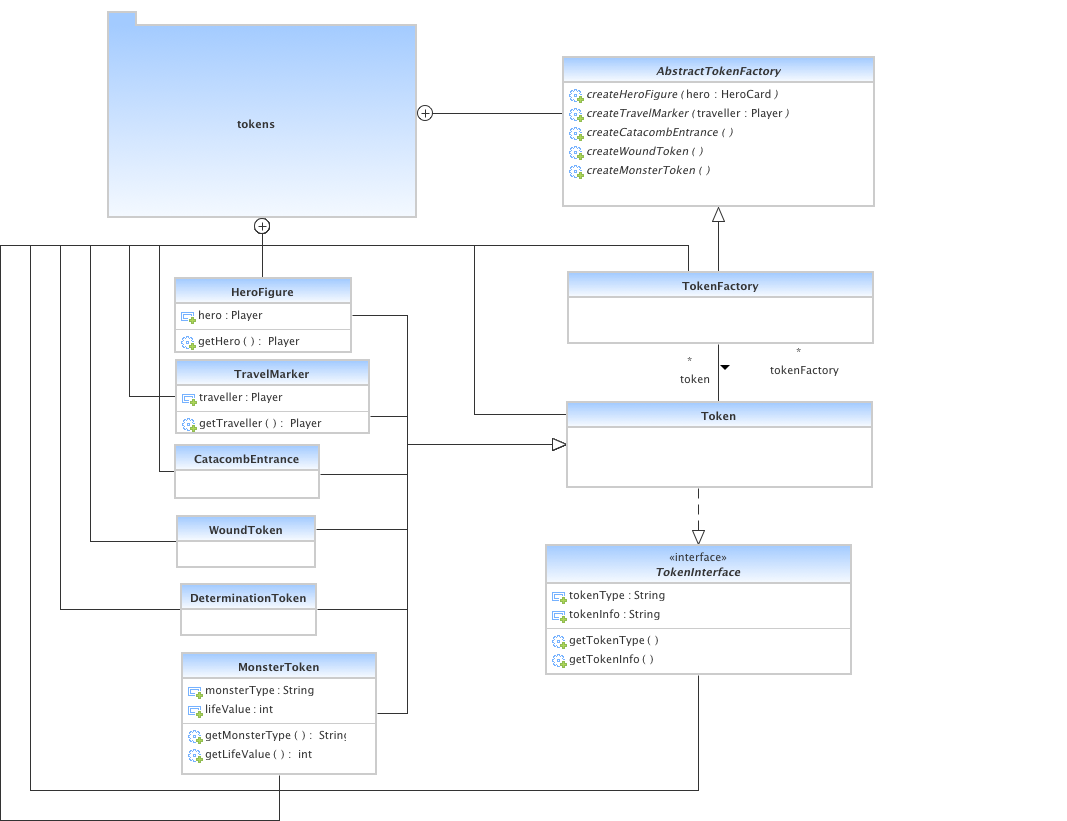 tokens
AbstractTokenFactory
createHeroFigure ( hero : HeroCard )
createTravelMarker ( traveller : Player )
createCatacombEntrance ( )
createWoundToken ( )
createMonsterToken ( )
HeroFigure
hero : Player
getHero ( ) : Player
TravelMarker
traveller : Player
getTraveller ( ) : Player
CatacombEntrance
WoundToken
DeterminationToken
MonsterToken
monsterType : String
lifeValue : int
getMonsterType ( ) : String
getLifeValue ( ) : int
TokenFactory
*
token
*
tokenFactory
Token
«interface»
TokenInterface
tokenType : String
tokenInfo : String
getTokenType ( )
getTokenInfo ( )